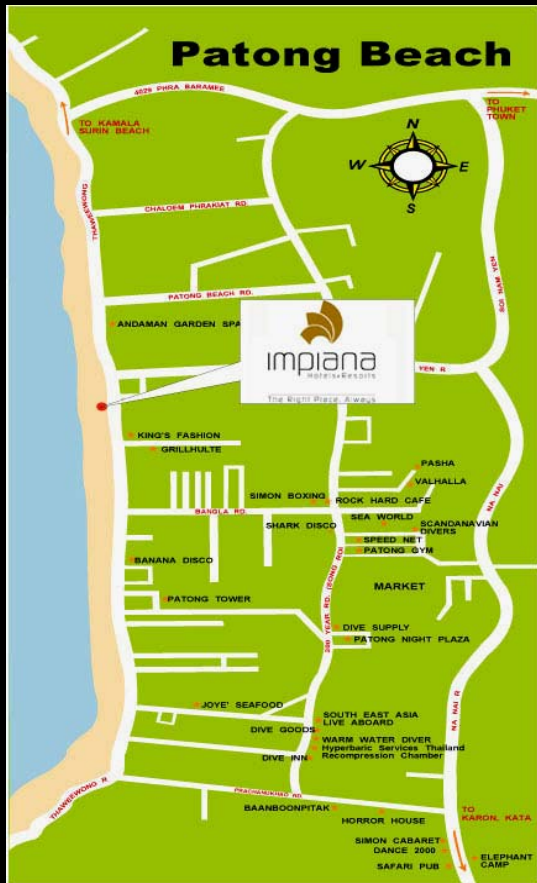 Patong Beach
4029 PHRA BARAMEE
TO KAMALA
SURIN BEACH
TO
PHUKET
TOWN
N
W
E
S
THAWEEWONG
CHALOEM PHRAKIAT RD.
SOI NAM YEN
PATONG BEACH RD.
ANDAMAN GARDEN SPA
impiana
Hotels•Resorts
The Right Place, Always
YEN R
KING'S FASHION
GRILLHULTE
PASHA
VALHALLA
SIMON BOXING
ROCK HARD CAFE
NA NAI
BANGLA RD.
SHARK DISCO
SEA WORLD
SCANDANAVIAN
DIVERS
SPEED NET
PATONG GYM
BANANA DISCO
MARKET
PATONG TOWER
200 YEAR RD. (SONG ROI
DIVE SUPPLY
PATONG NIGHT PLAZA
NA NAI R
JOYE' SEAFOOD
SOUTH EAST ASIA
LIVE ABOARD
DIVE GOODS
WARM WATER DIVER
Hyperbaric Services Thailand
Recompression Chamber
DIVE INN
THAWEEWONG R
PRACHANUKHAO RD.
BAANBOONPITAK
HORROR HOUSE
TO
KARON, KATA
SIMON CABARET
DANCE 2000
ELEPHANT
CAMP
SAFARI PUB